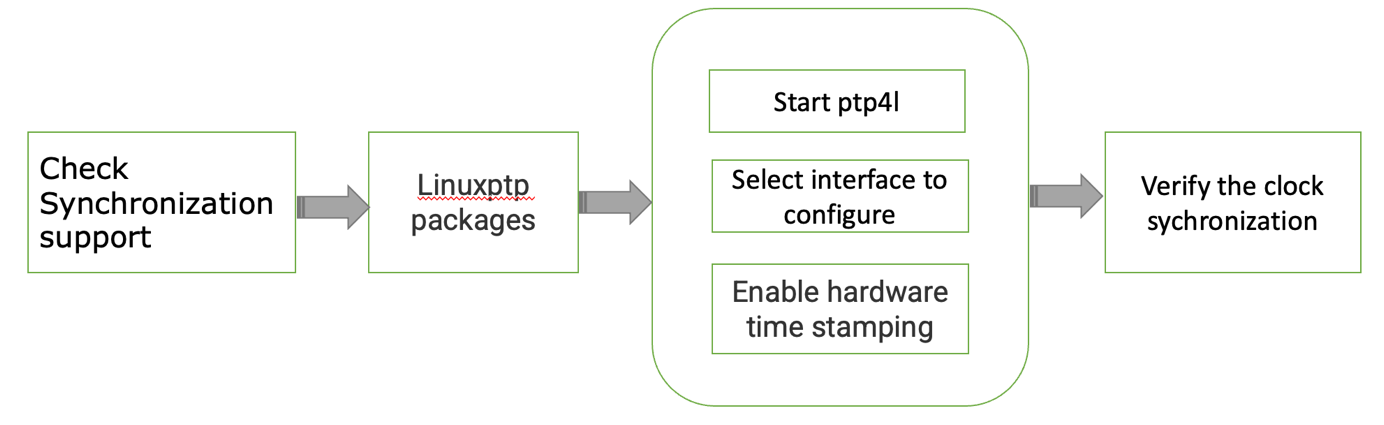 Check
Synchronization
support
Linuxptp
packages
Start ptp4l
Select interface to
configure
Enable hardware
time stamping
Verify the clock
sychronization